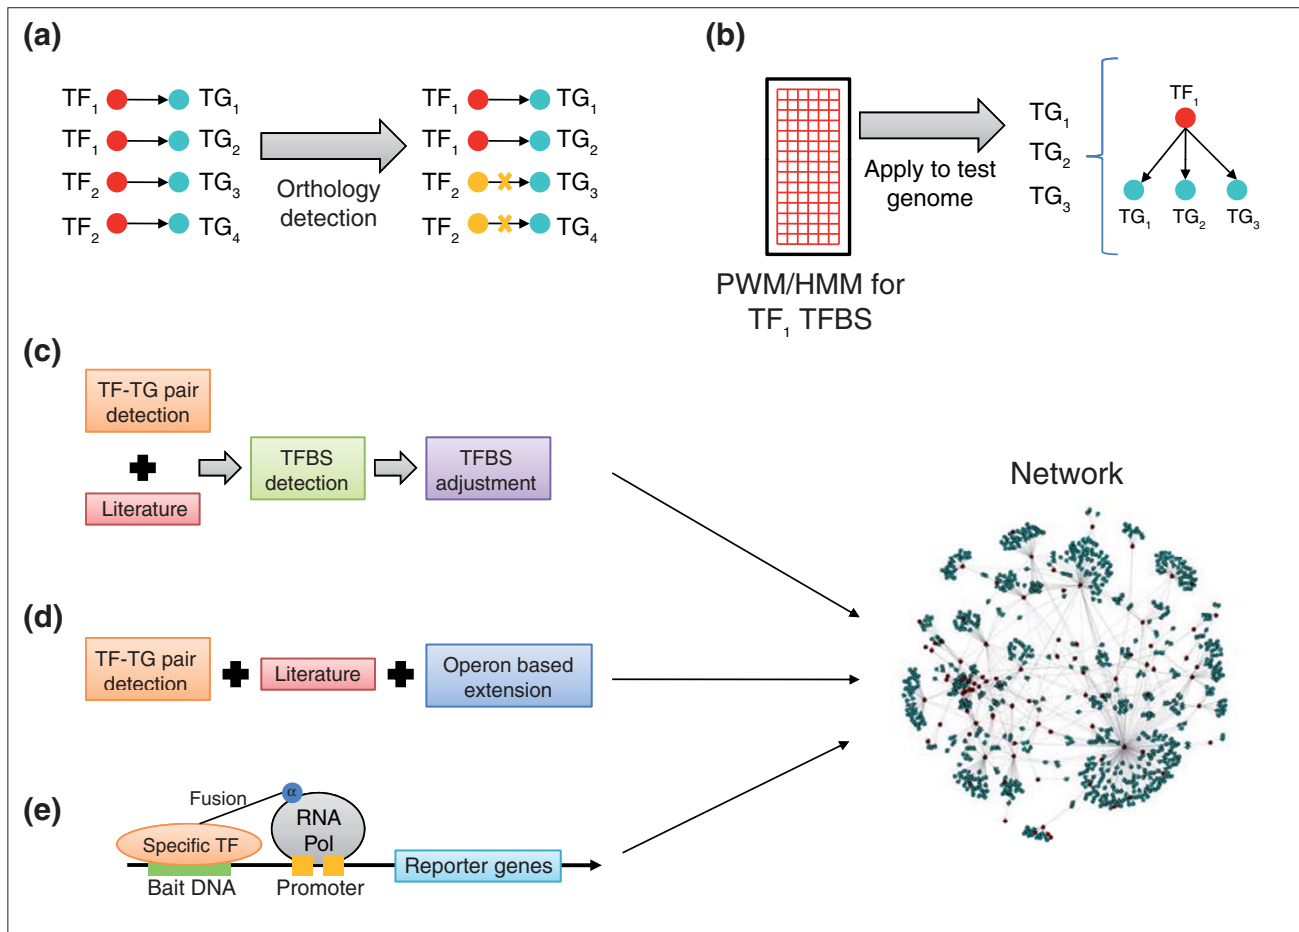 (a)
TF1 TG1
TF1 TG2
TF2 TG3
TF2 TG4
Orthology
detection
TF1 TG1
TF1 TG2
TF2 TG3
TF2 TG4
(b)
PWM/HMM for
TF1 TFBS
Apply to test
genome
TG1
TG2
TG3
TF1
TG1 TG2 TG3
(c)
TF-TG pair
detection
Literature
TFBS
detection
TFBS
adjustment
Network
(d)
TF-TG pair
detection
Literature
Operon based
extension
(e)
Fusion
α
RNA
Pol
Specific TF
Bait DNA
Promoter
Reporter genes